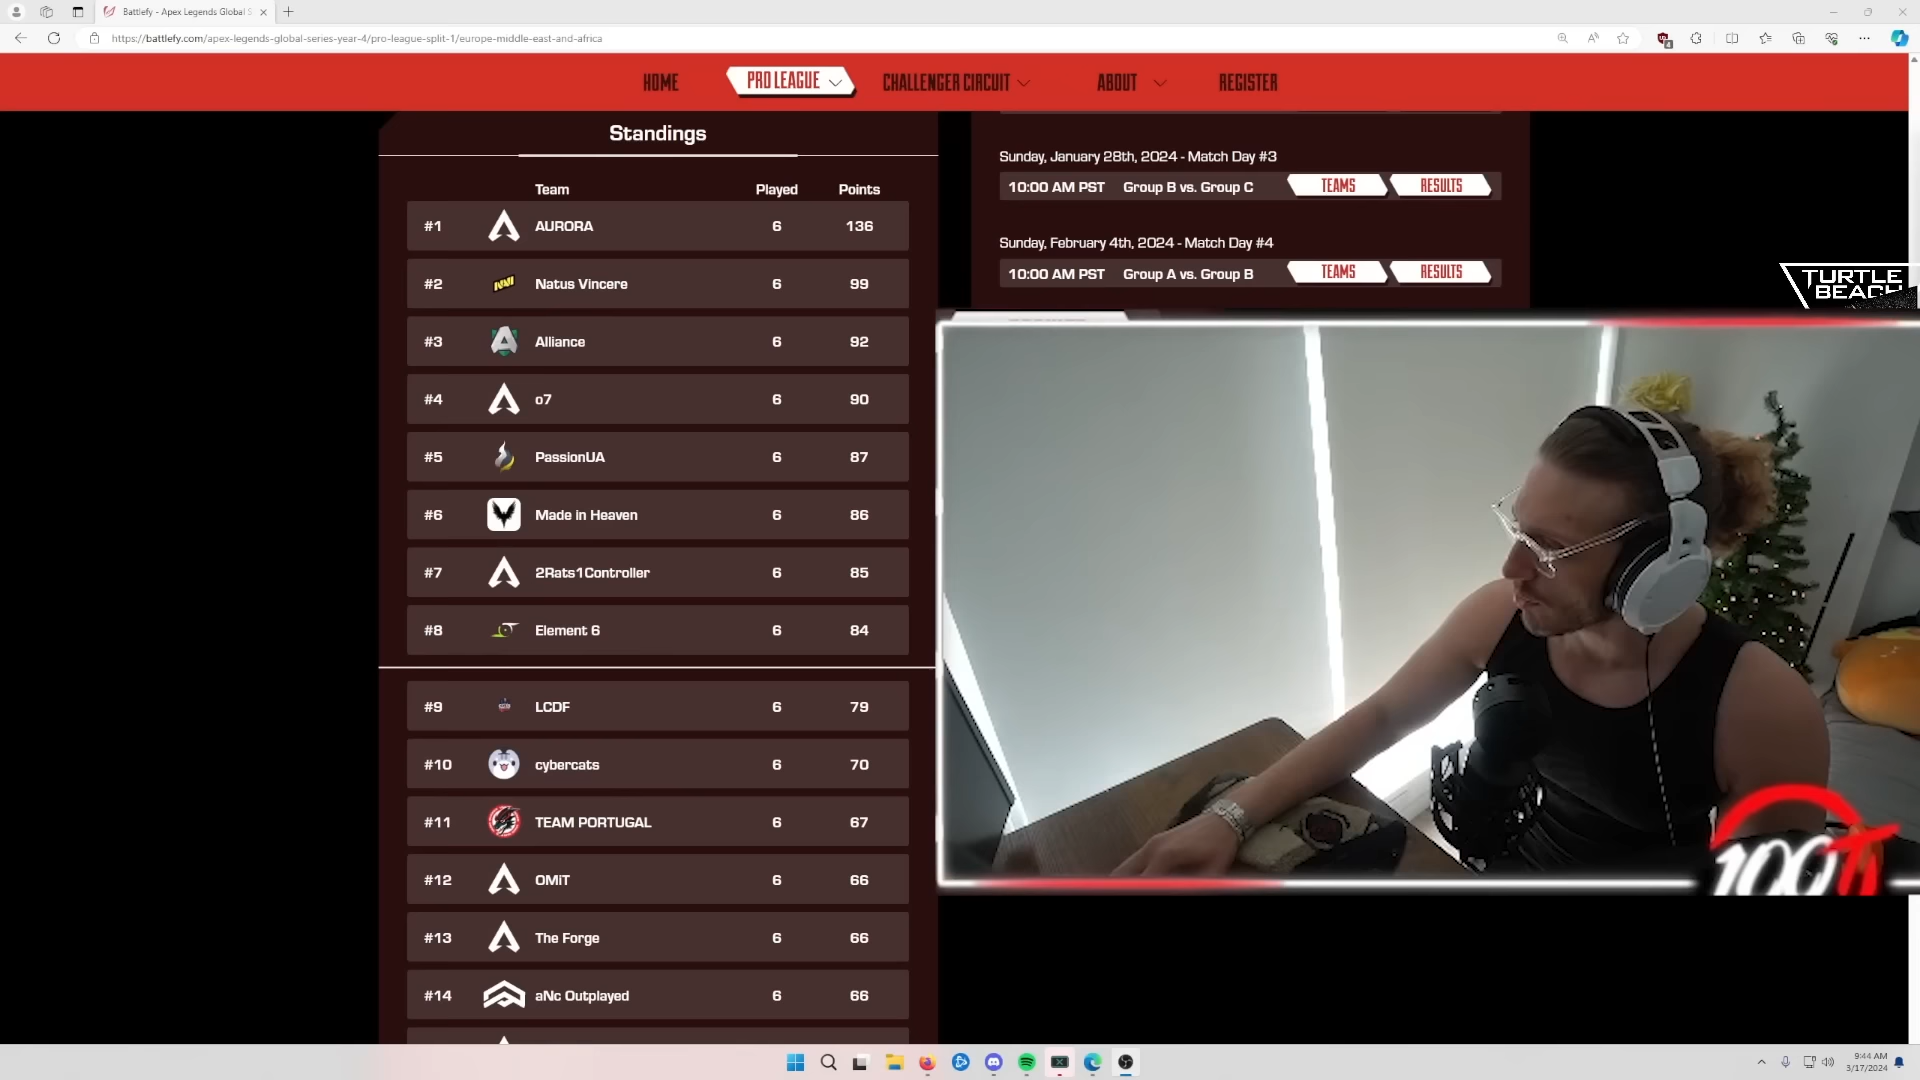 Battlefy - Apex Legends Global S
https://battlefy.com/apex-legends-global-series-year-4/pro-league-split-1/europe-middle-east-and-africa
HOME
PRO LEAGUE
CHALLENGER CIRCUIT
ABOUT
REGISTER
Standings
Team Played Points
#1 AURORA 6 136
#2 Natus Vincere 6 99
#3 Alliance 6 92
#4 o7 6 90
#5 PassionUA 6 87
#6 Made in Heaven 6 86
#7 2Rats1Controller 6 85
#8 Element 6 6 84
#9 LCDF 6 79
#10 cybercats 6 70
#11 TEAM PORTUGAL 6 67
#12 OMiT 6 66
#13 The Forge 6 66
#14 aNc Outplayed 6 66
Sunday, January 28th, 2024 - Match Day #3
10:00 AM PST Group B vs. Group C TEAMS RESULTS
Sunday, February 4th, 2024 - Match Day #4
10:00 AM PST Group A vs. Group B TEAMS RESULTS
TURTLE
BEACH
100T
9:44 AM
3/17/2024